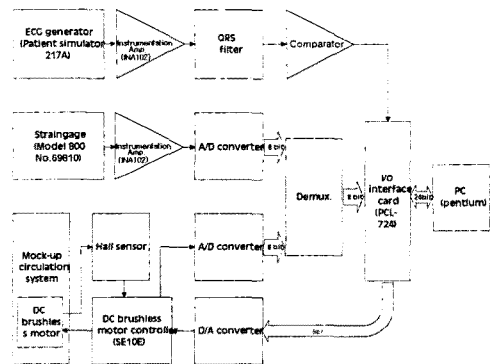 ECG generator
(Patient simulator
217A)
Instrumentation
Amp.
(INA102)
QRS
filter
Comparator
Straingage
(Model 800
No.69810)
Instrumentation
Amp.
(INA102)
A/D converter
8 bit
Demux.
8 bit
I/O
interface
card
(PCL-
724)
24bit
PC
(pentium)
Mock-up
circulation
system
DC
brushles
s motor
Hall sensor
A/D converter
8 bit
DC brushless
motor controller
(SE10E)
D/A converter